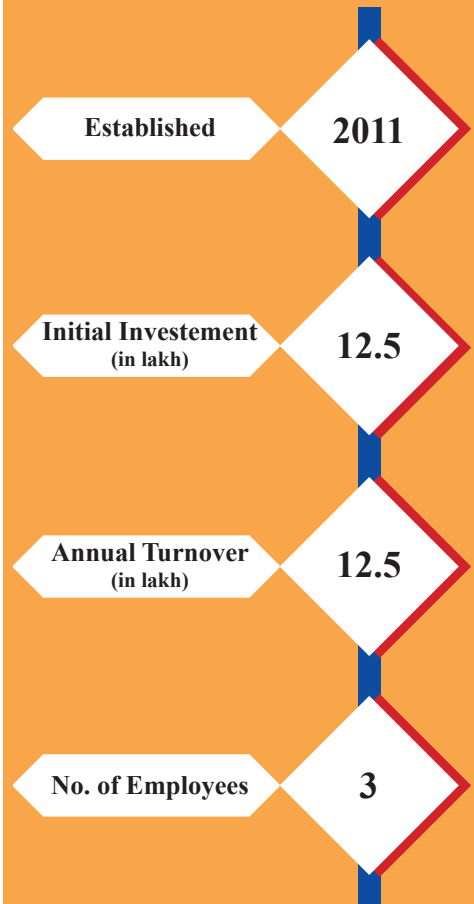 Established
2011
Initial Investement
(in lakh)
12.5
Annual Turnover
(in lakh)
12.5
No. of Employees
3